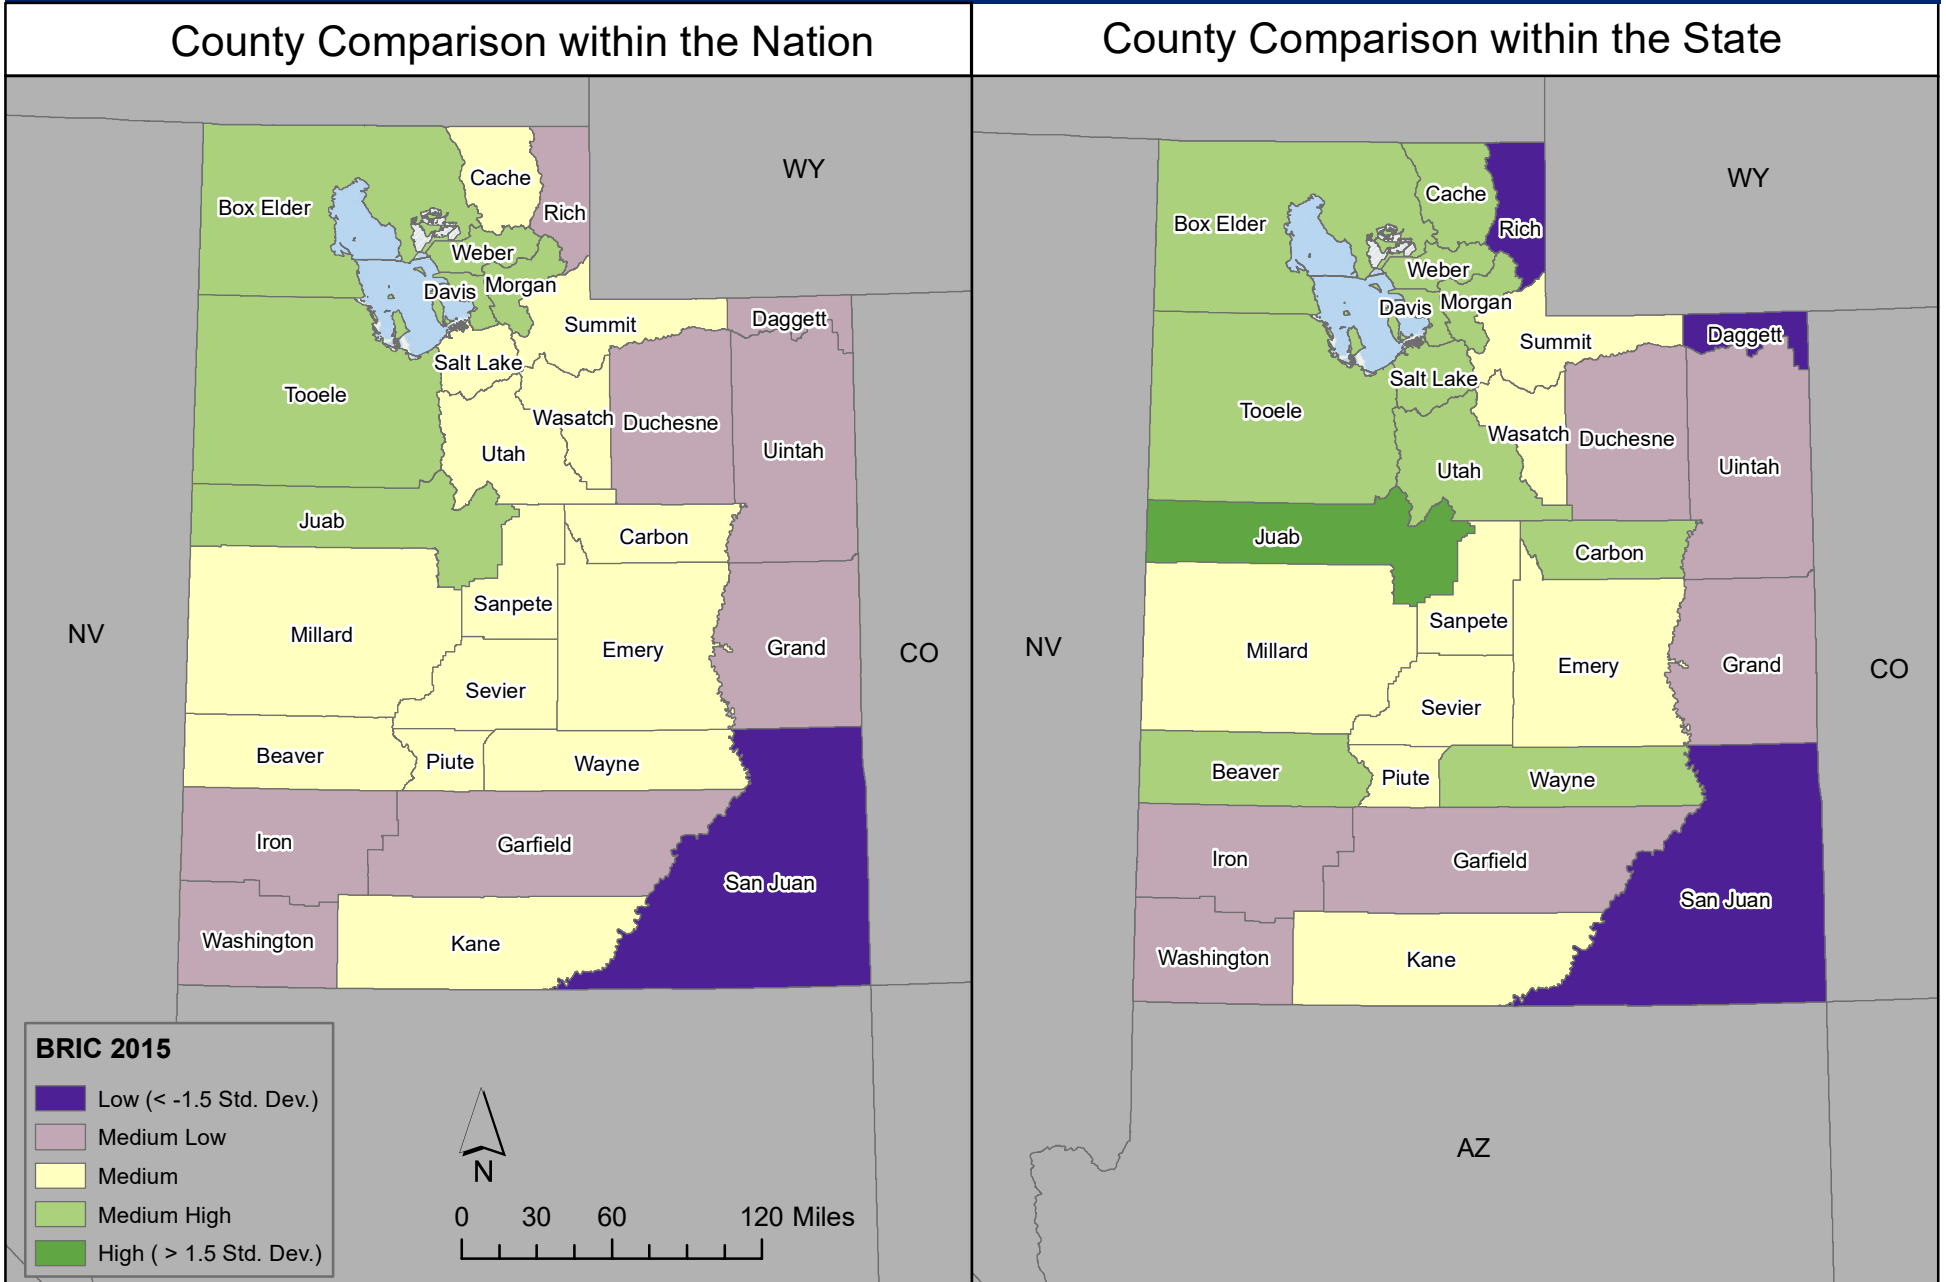 County Comparison within the Nation
WY
Cache
Rich
Box Elder
Weber
Morgan
Davis
Daggett
Summit
Salt Lake
Tooele
Wasatch
Duchesne
Uintah
Utah
Juab
Carbon
Sanpete
NV
Millard
Emery
Grand
CO
Sevier
Beaver
Piute
Wayne
Iron
Garfield
San Juan
Washington
Kane
BRIC 2015
Low (< -1.5 Std. Dev.)
Medium Low
Medium
Medium High
High ( > 1.5 Std. Dev.)
N
0 30 60 120 Miles
County Comparison within the State
WY
Cache
Box Elder
Rich
Weber
Morgan
Davis
Daggett
Summit
Salt Lake
Tooele
Wasatch
Duchesne
Uintah
Utah
Juab
Carbon
Sanpete
NV
Millard
Emery
Grand
CO
Sevier
Beaver
Piute
Wayne
Iron
Garfield
San Juan
Washington
Kane
AZ